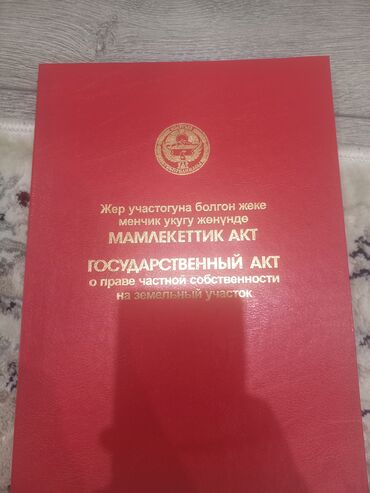 Жер участогуна болгон жеке
менчик укугу жөнүндө
МАМЛЕКЕТТИК АКТ
ГОСУДАРСТВЕННЫЙ АКТ
о праве частной собственности
на земельный участок